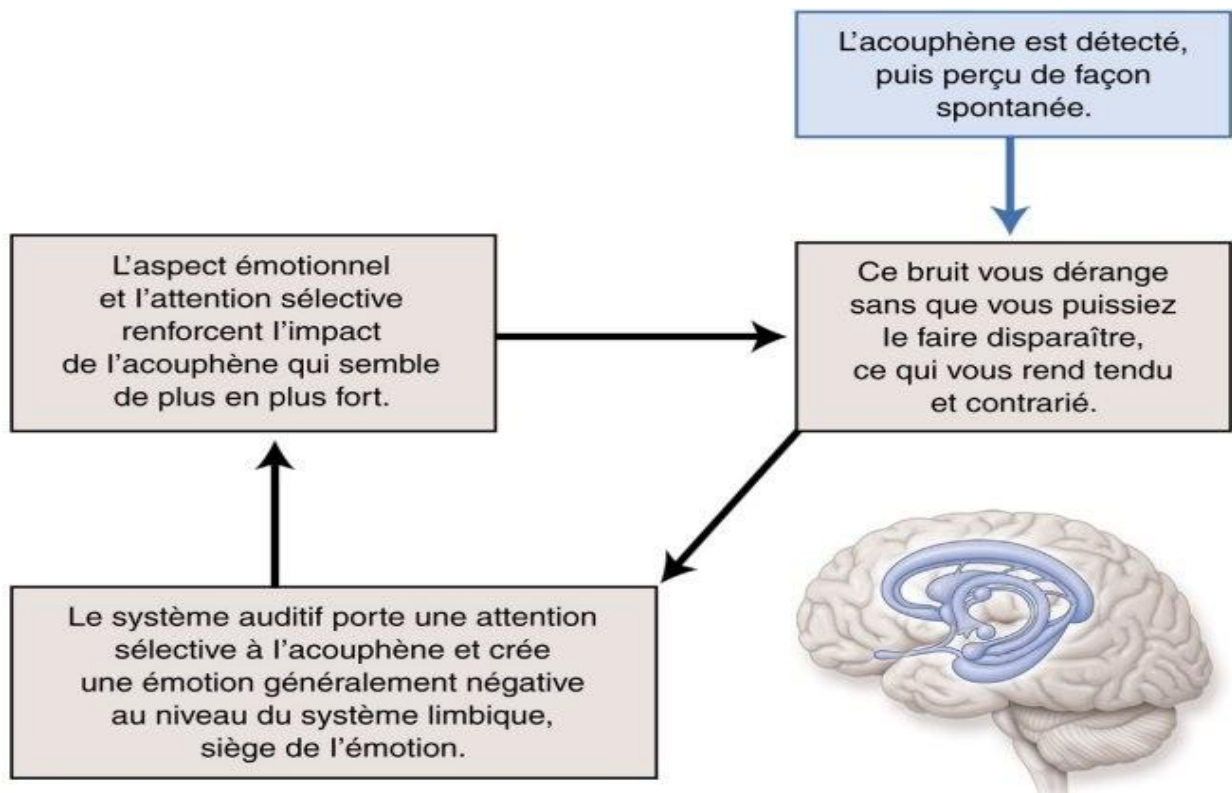 L’acouphène est détecté,
puis perçu de façon
spontanée.
Ce bruit vous dérange
sans que vous puissiez
le faire disparaître,
ce qui vous rend tendu
et contrarié.
Le système auditif porte une attention
sélective à l’acouphène et crée
une émotion généralement négative
au niveau du système limbique,
siège de l’émotion.
L’aspect émotionnel
et l’attention sélective
renforcent l’impact
de l’acouphène qui semble
de plus en plus fort.